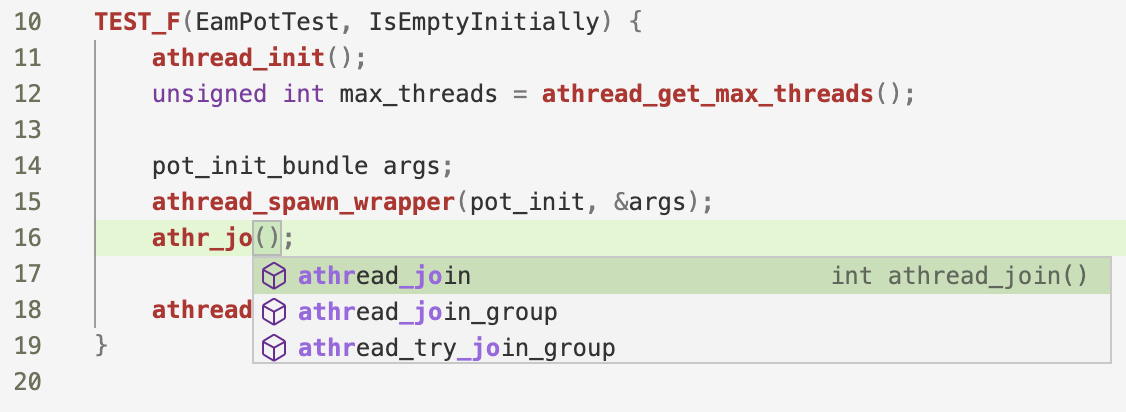 10 TEST_F(EamPotTest, IsEmptyInitially) {
11 athread_init();
12 unsigned int max_threads = athread_get_max_threads();
13
14 pot_init_bundle args;
15 athread_spawn_wrapper(pot_init, &args);
16 athr_jo();
17 athread_join int athread_join()
18 athread athread_join_group
19 } athread_try_join_group
20